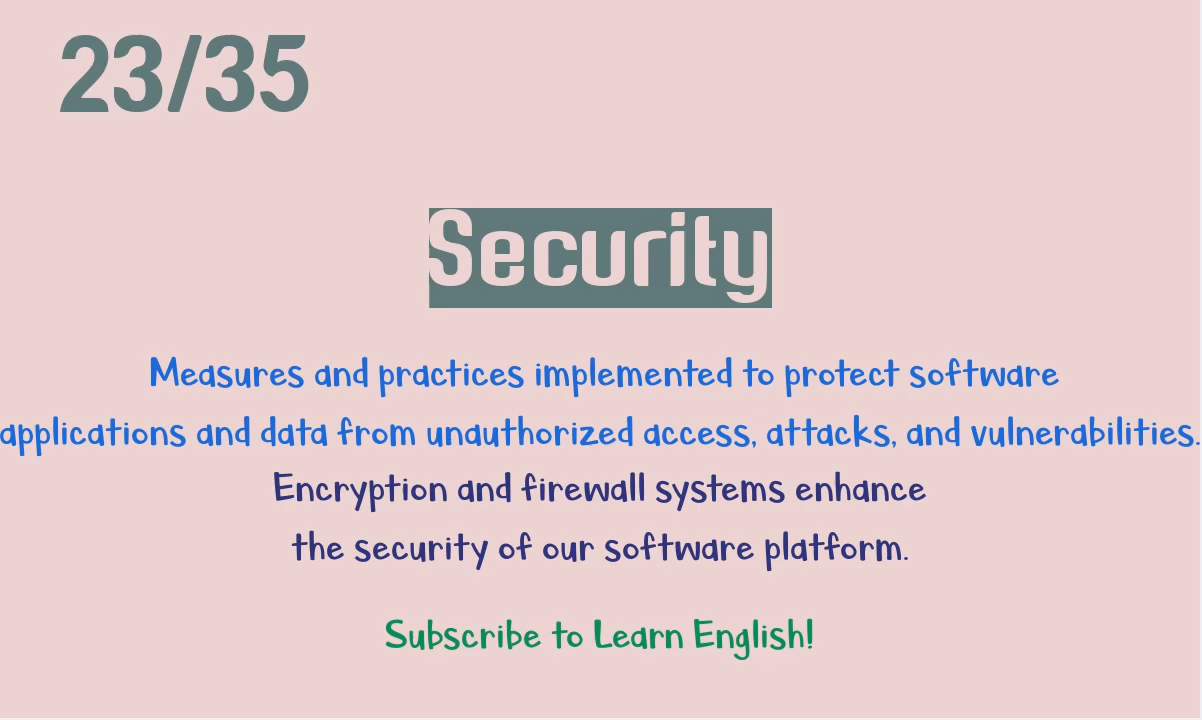 23/35
Security
Measures and practices implemented to protect software
applications and data from unauthorized access, attacks, and vulnerabilities.
Encryption and firewall systems enhance
the security of our software platform.
Subscribe to Learn English!